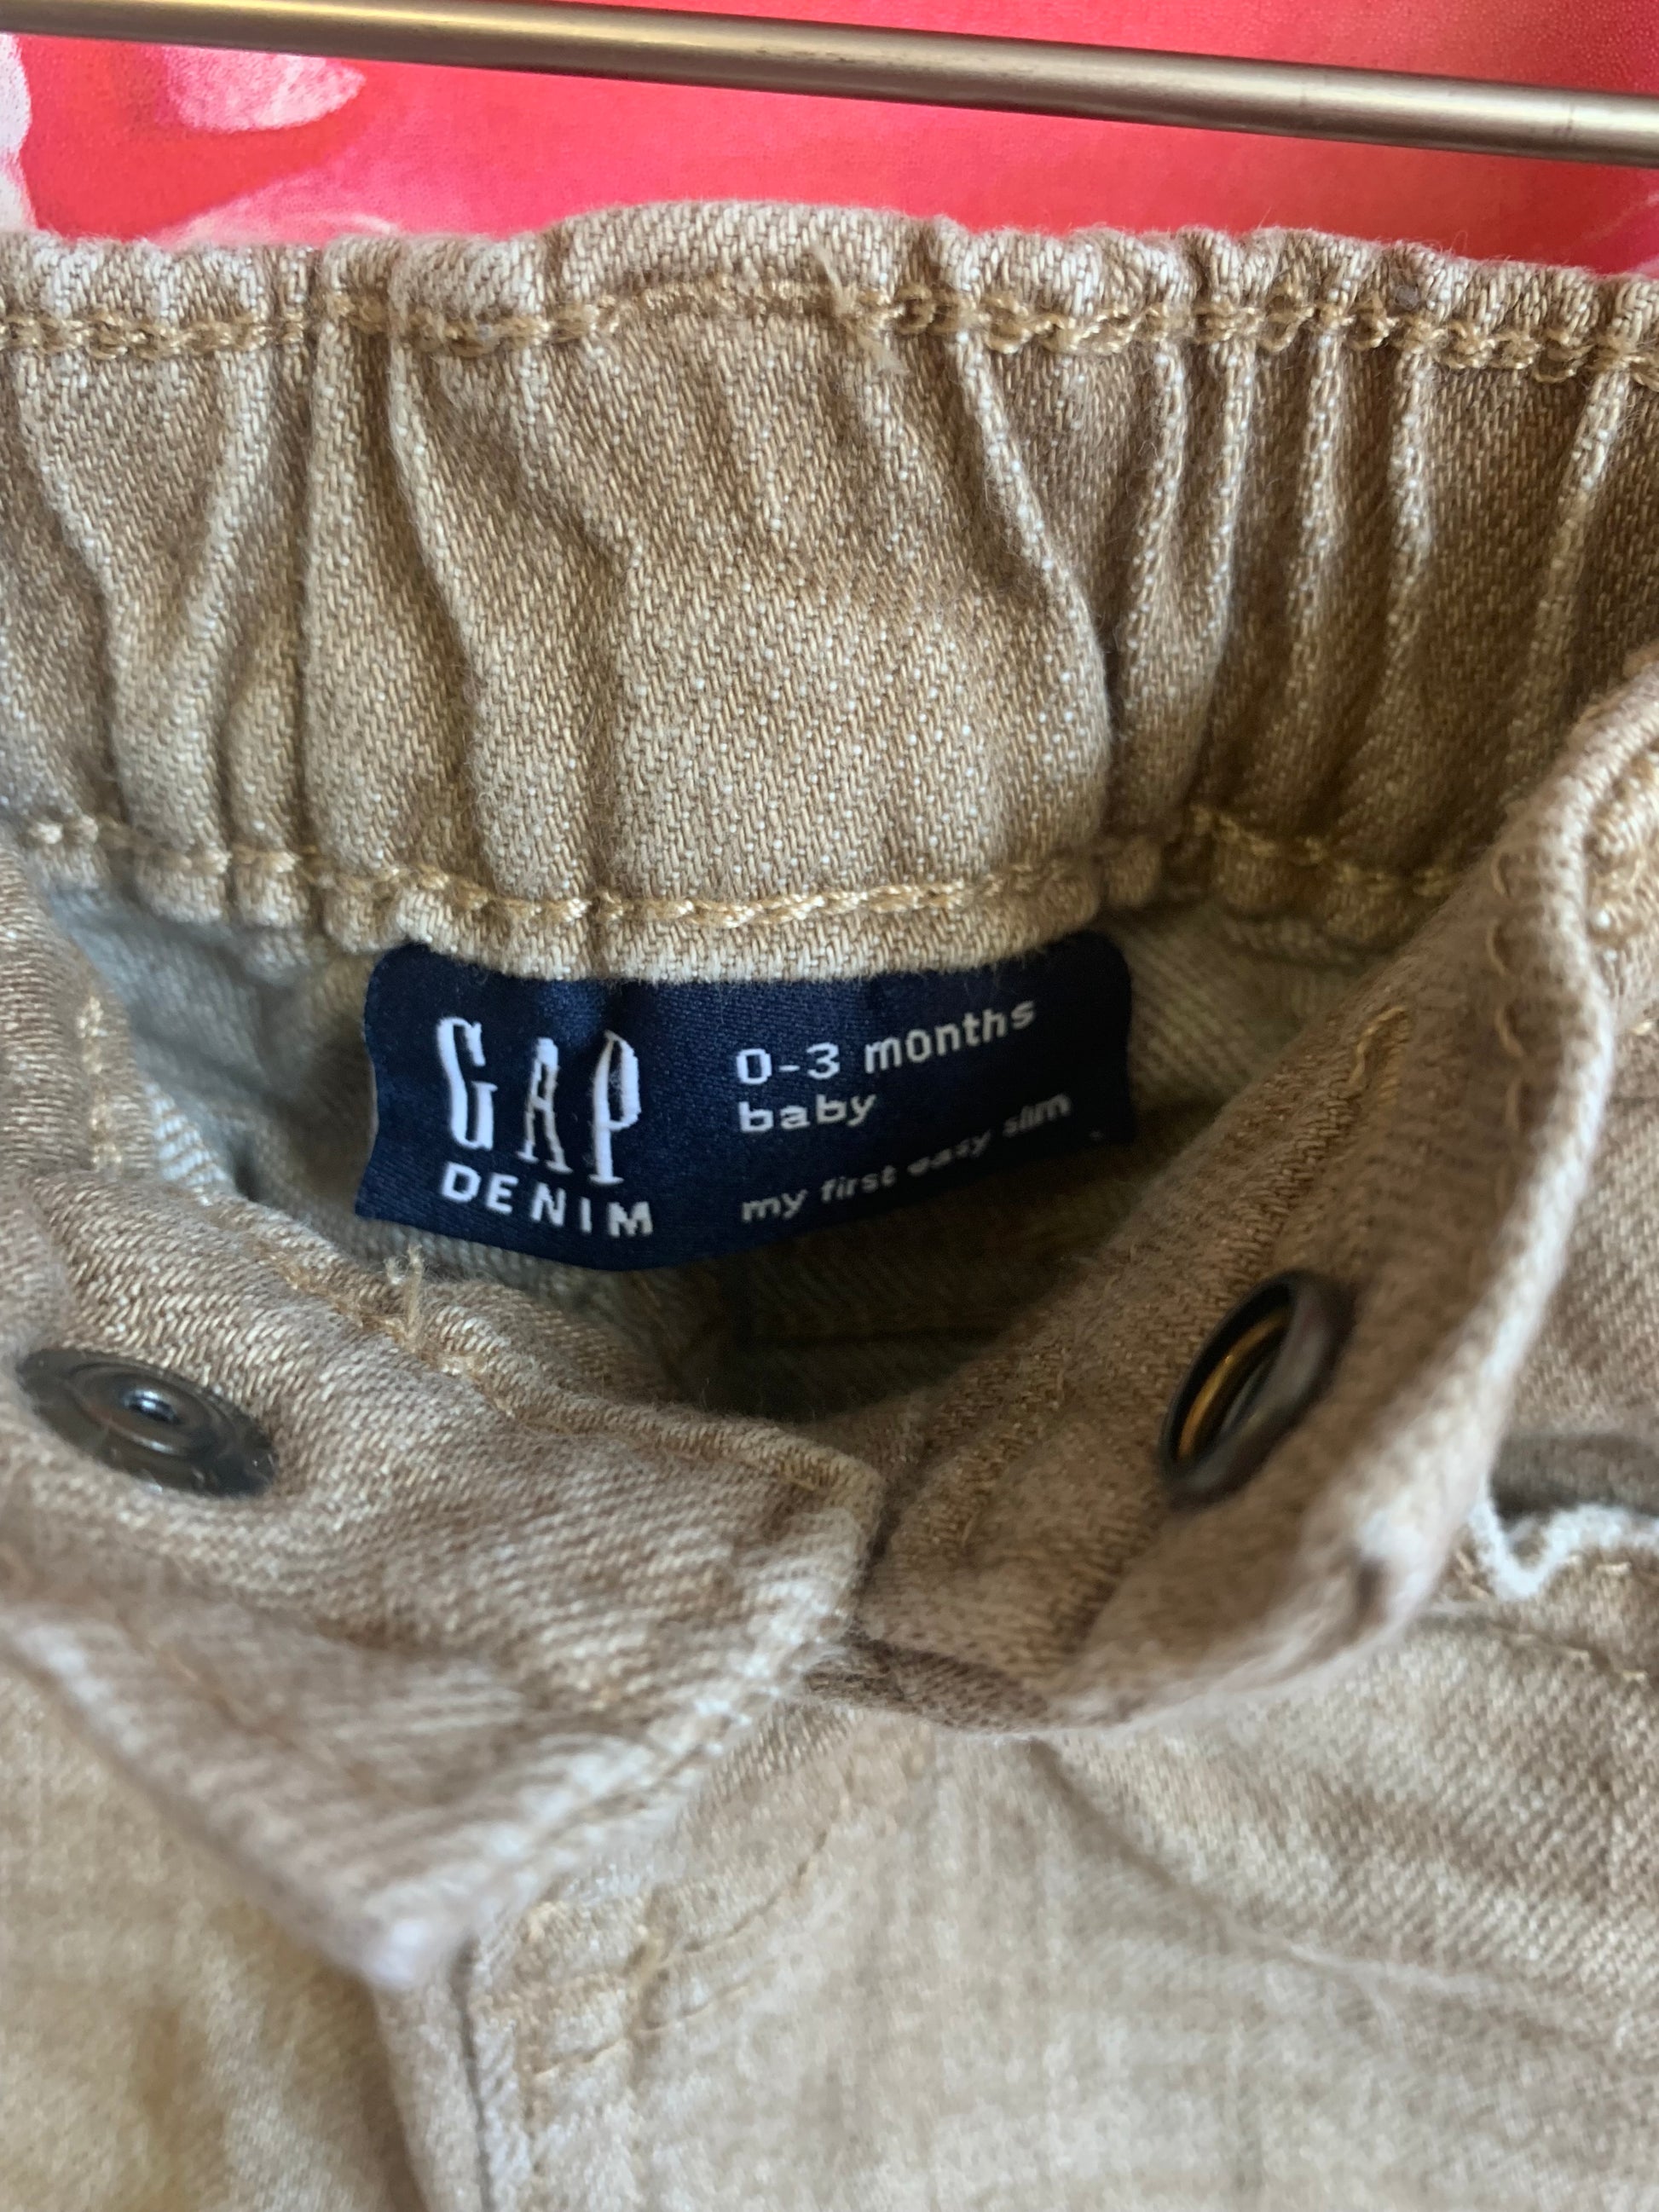 GAP
DENIM
0-3 months
baby
my first easy slim